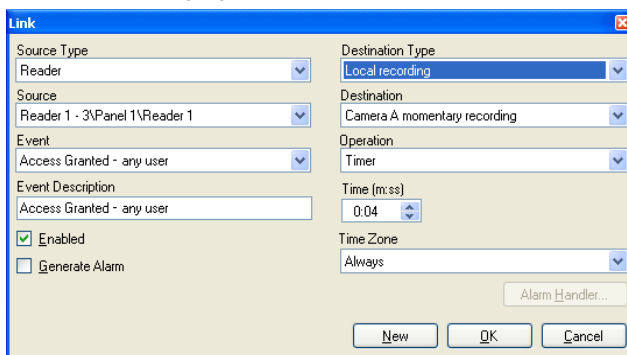 Link
Source Type
Reader
Source
Reader 1 - 3\Panel 1\Reader 1
Event
Access Granted - any user
Event Description
Access Granted - any user
Enabled
Generate Alarm
Destination Type
Local recording
Destination
Camera A momentary recording
Operation
Timer
Time (m:ss)
0:04
Time Zone
Always
Alarm Handler...
New
OK
Cancel